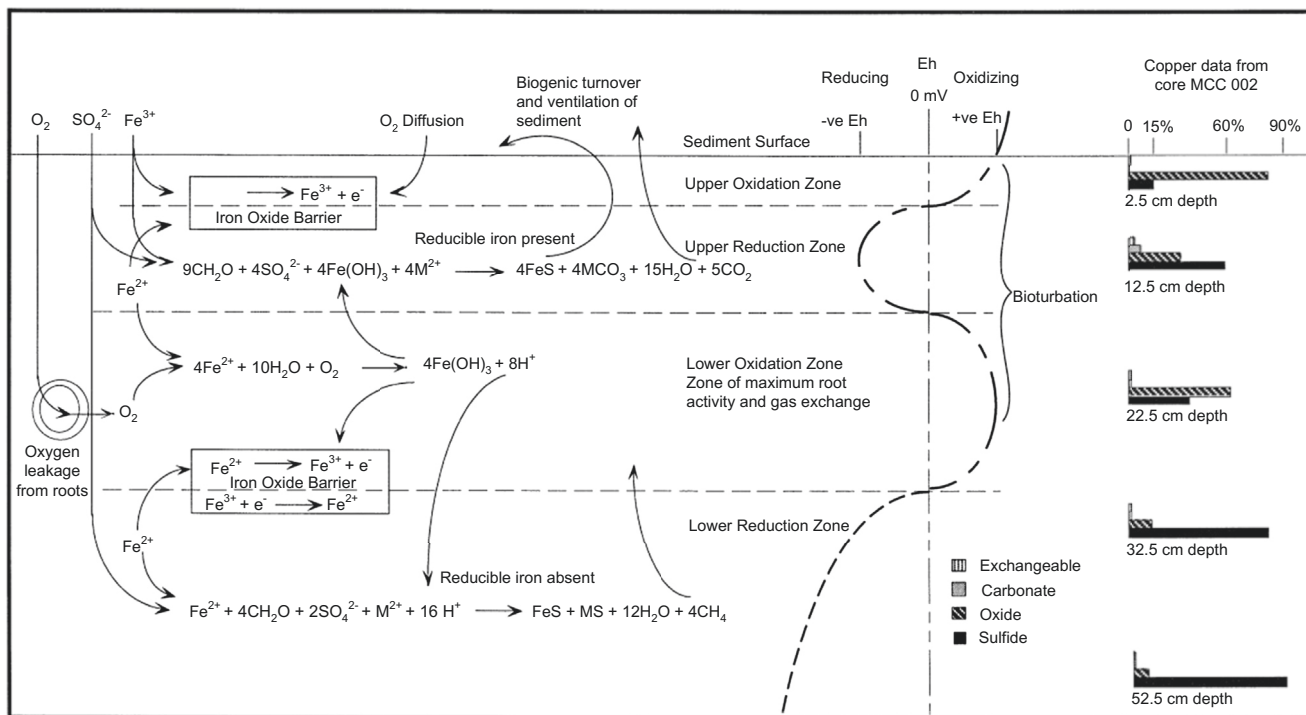 Copper data from
core MCC 002
0 15% 60% 90%
Eh
Reducing Oxidizing
0 mV
-ve Eh +ve Eh
Biogenic turnover
and ventilation of
sediment
O₂ SO₄²⁻ Fe³⁺ O₂ Diffusion
Sediment Surface
Upper Oxidation Zone
⟶ Fe³⁺ + e⁻
Iron Oxide Barrier
2.5 cm depth
Reducible iron present
Upper Reduction Zone
9CH₂O + 4SO₄²⁻ + 4Fe(OH)₃ + 4M²⁺ ⟶ 4FeS + 4MCO₃ + 15H₂O + 5CO₂
Fe²⁺
12.5 cm depth
Bioturbation
4Fe²⁺ + 10H₂O + O₂ ⟶ 4Fe(OH)₃ + 8H⁺
Lower Oxidation Zone
Zone of maximum root
activity and gas exchange
O₂
22.5 cm depth
Oxygen
leakage
from roots
Fe²⁺ ⟶ Fe³⁺ + e⁻
Iron Oxide Barrier
Fe³⁺ + e⁻ ⟶ Fe²⁺
Lower Reduction Zone
Fe²⁺
32.5 cm depth
Reducible iron absent
Fe²⁺ + 4CH₂O + 2SO₄²⁻ + M²⁺ + 16 H⁺ ⟶ FeS + MS + 12H₂O + 4CH₄
Exchangeable
Carbonate
Oxide
Sulfide
52.5 cm depth